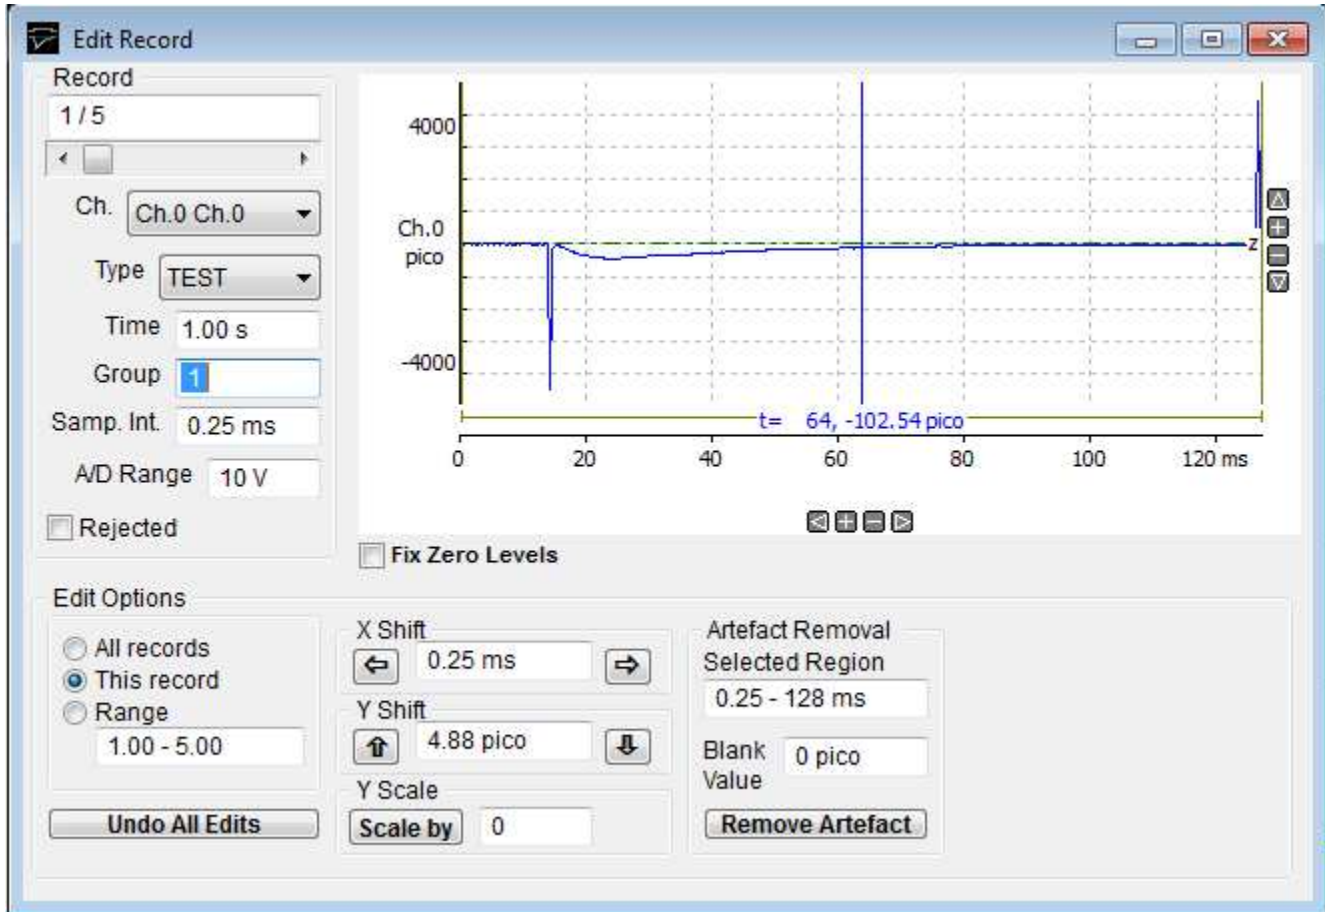 Edit Record
Record
1 / 5
Ch. Ch.0 Ch.0
Type TEST
Time 1.00 s
Group 1
Samp. Int. 0.25 ms
A/D Range 10 V
Rejected
4000
Ch.0
pico
-4000
z
t= 64, -102.54 pico
0 20 40 60 80 100 120 ms
Fix Zero Levels
Edit Options
All records
This record
Range
1.00 - 5.00
Undo All Edits
X Shift
0.25 ms
Y Shift
4.88 pico
Y Scale
Scale by 0
Artefact Removal
Selected Region
0.25 - 128 ms
Blank
Value
0 pico
Remove Artefact